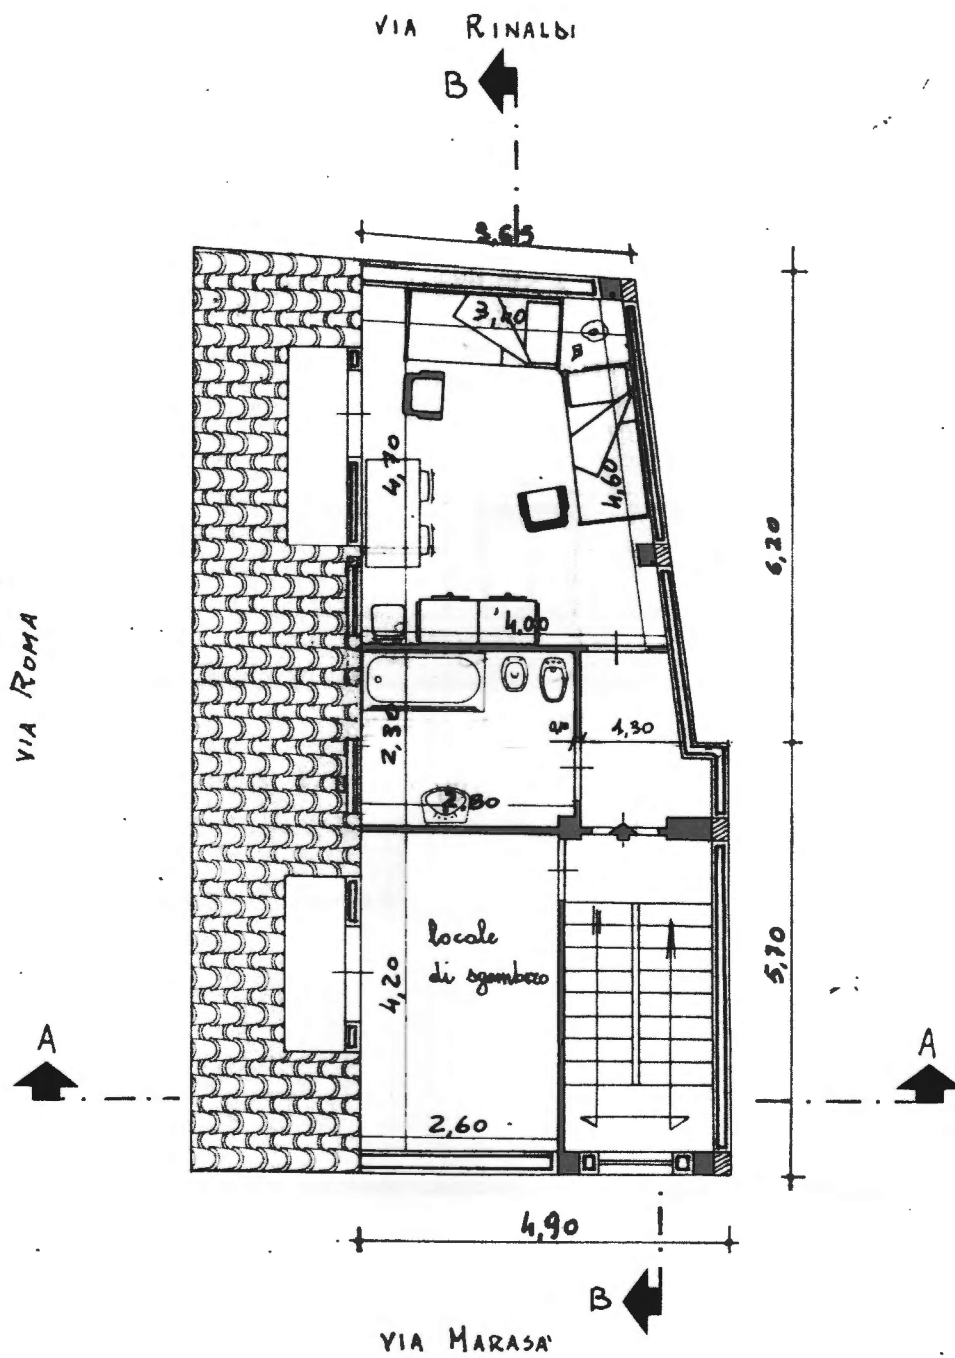 VIA RINALDI
B
3,65
3,40
4,70
4,60
6,20
4,00
VIA ROMA
2,30
1,30
2,80
locale
di sgombero
4,20
5,70
A
A
2,60
4,90
B
VIA MARASA'